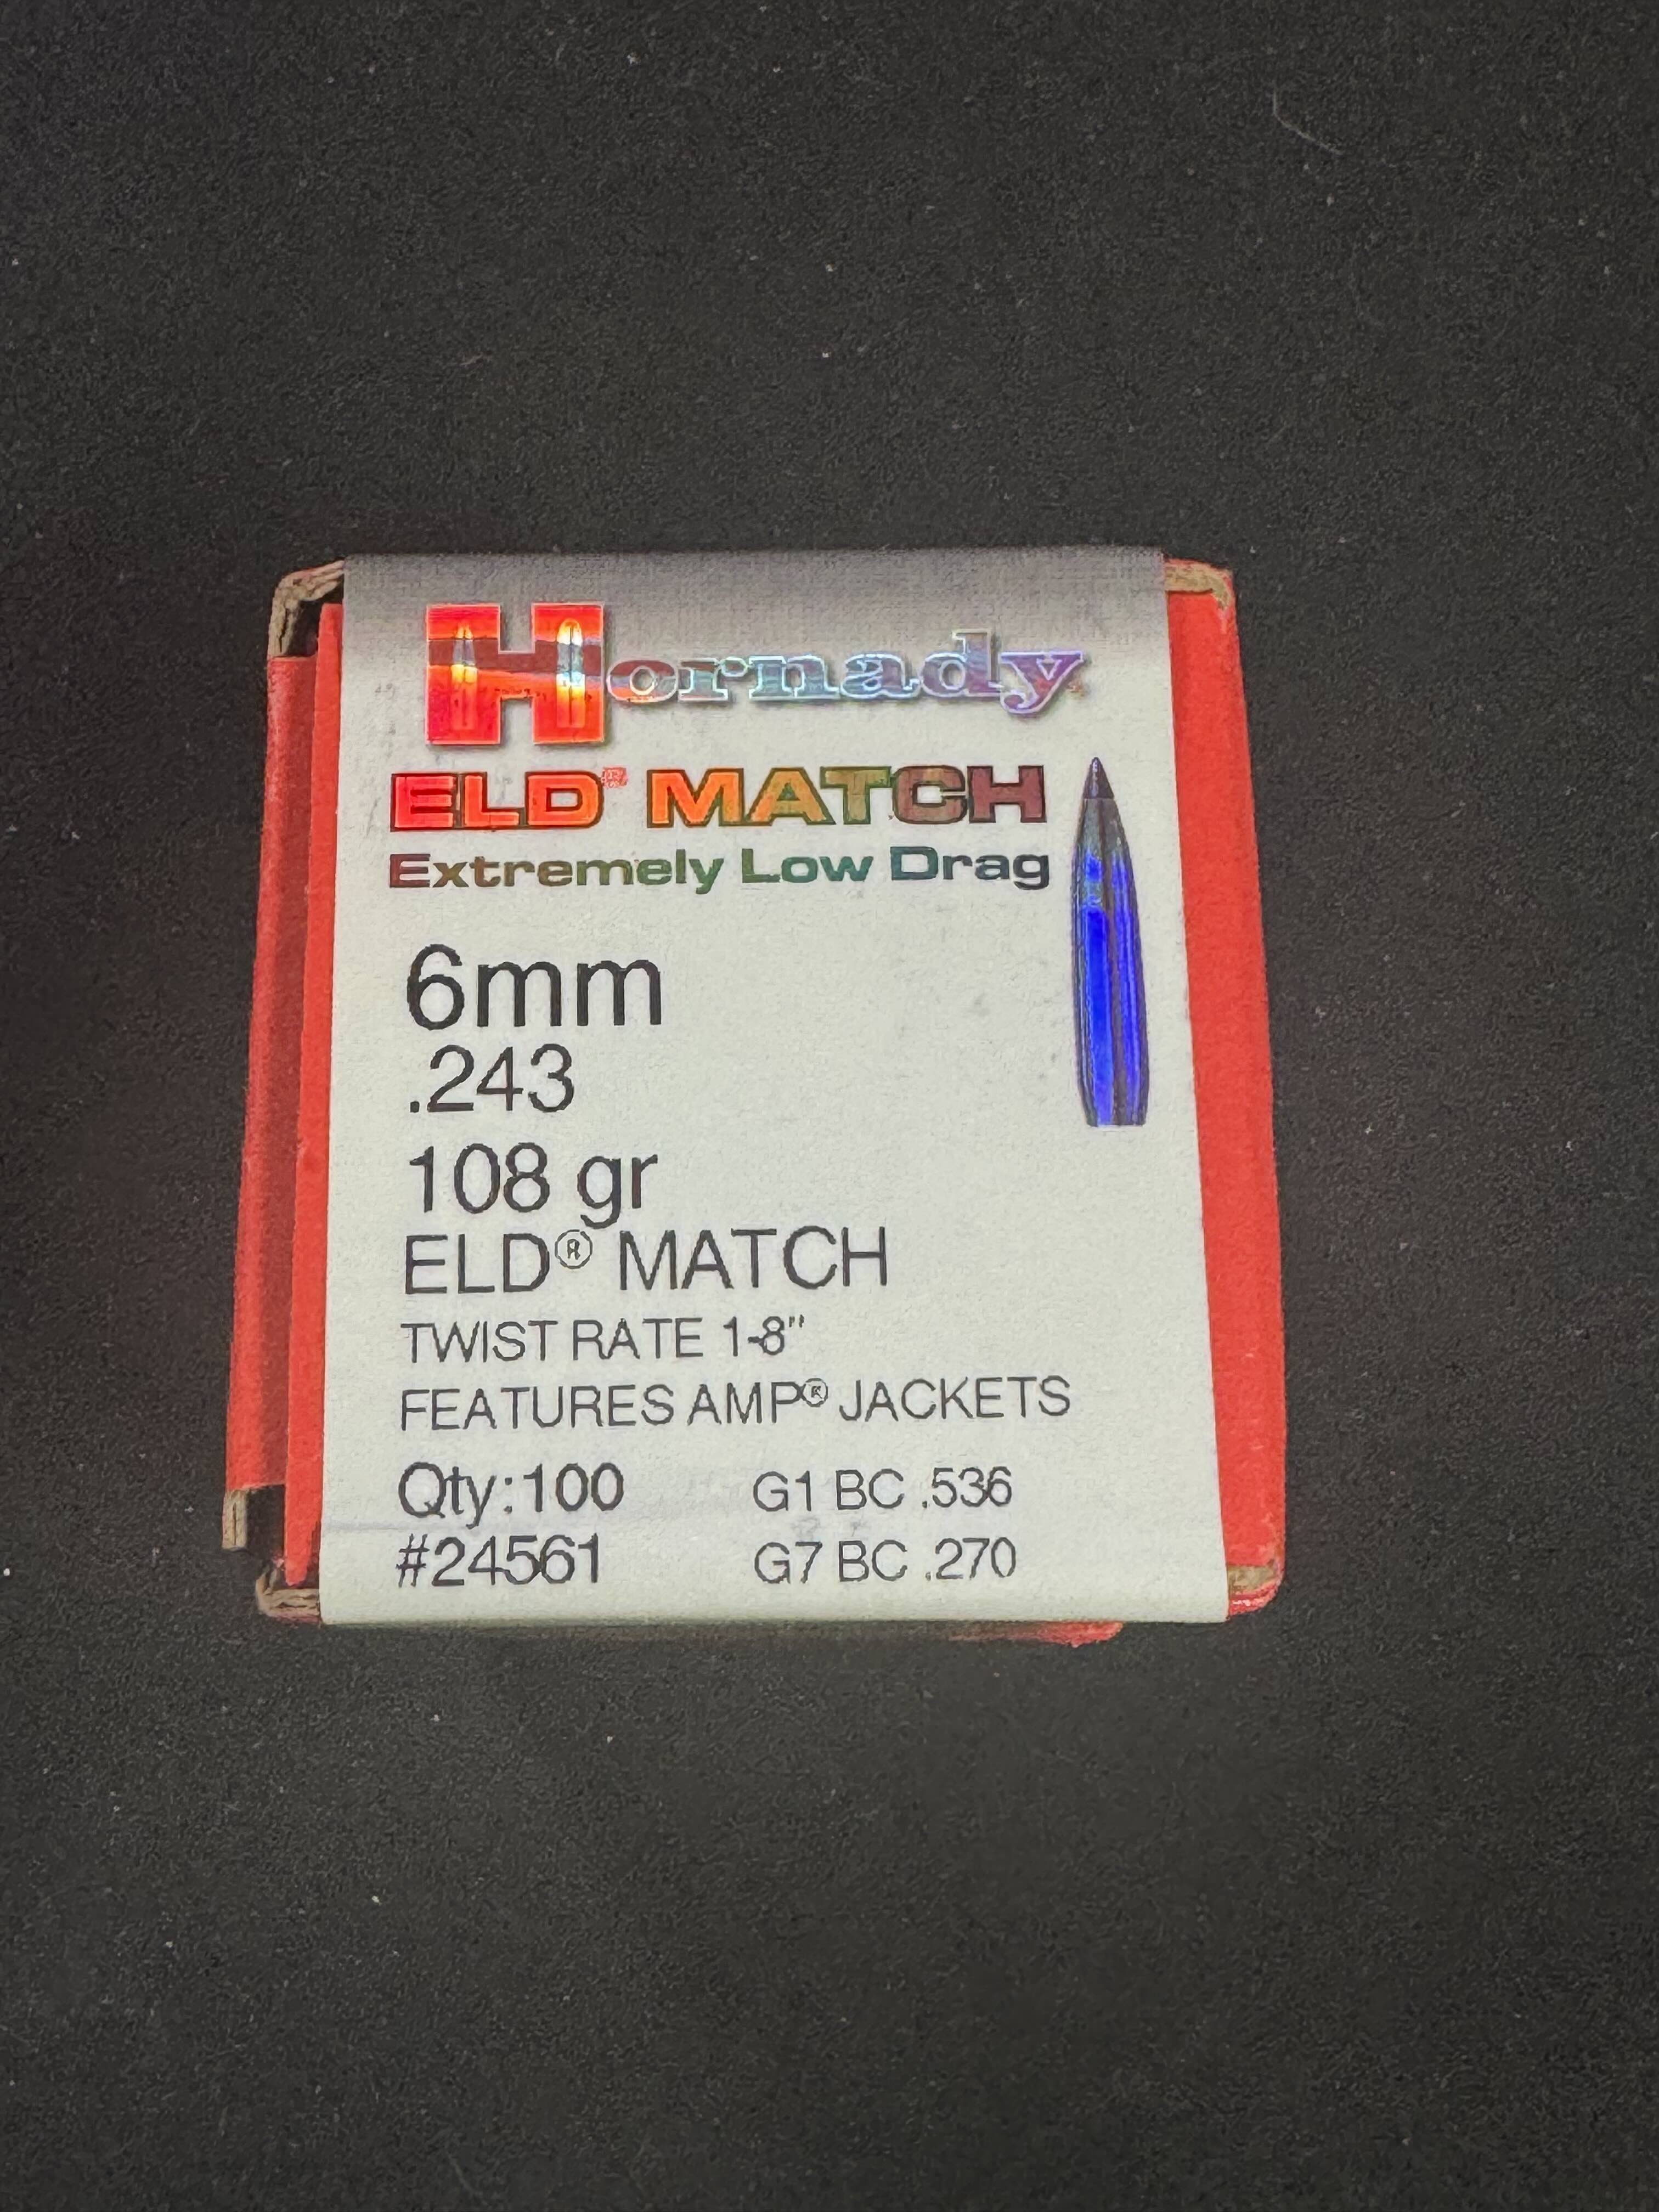 Hornady
ELD® MATCH
Extremely Low Drag
6mm
.243
108 gr
ELD® MATCH
TWIST RATE 1-8"
FEATURES AMP® JACKETS
Qty:100 G1 BC .536
#24561 G7 BC .270